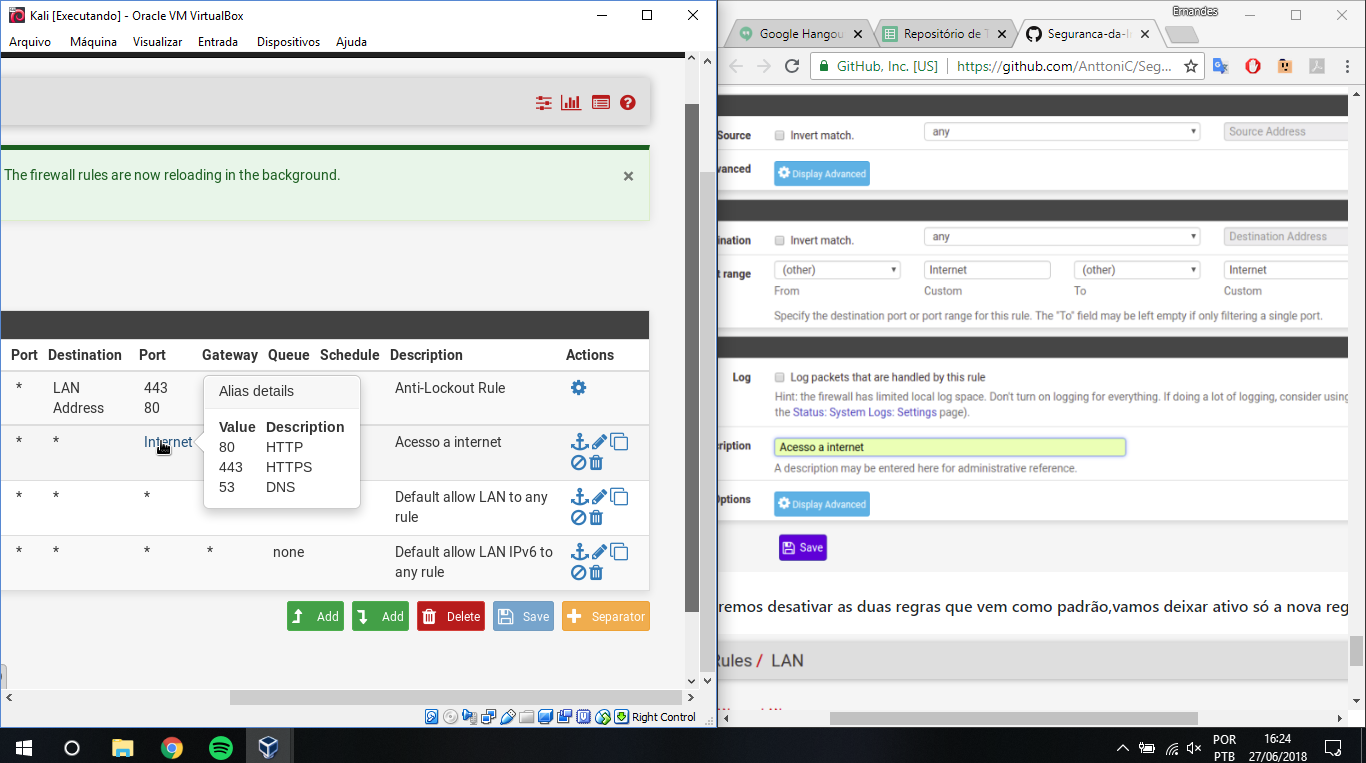 Kali [Executando] - Oracle VM VirtualBox
Arquivo Máquina Visualizar Entrada Dispositivos Ajuda
The firewall rules are now reloading in the background.
×
Port Destination Port Gateway Queue Schedule Description Actions
* LAN Address 443 80 Anti-Lockout Rule
* * Internet Acesso a internet
Alias details
Value Description
80 HTTP
443 HTTPS
53 DNS
* * * Default allow LAN to any rule
* * * * none Default allow LAN IPv6 to any rule
Add Add Delete Save Separator
Right Control
Ernandes
Google Hangou
Repositório de T
Seguranca-da-I
GitHub, Inc. [US] https://github.com/AnttoniC/Seg...
Source Invert match. any Source Address
vanced Display Advanced
ination Invert match. any Destination Address
t range (other) Internet (other) Internet
From Custom To Custom
Specify the destination port or port range for this rule. The "To" field may be left empty if only filtering a single port.
Log Log packets that are handled by this rule
Hint: the firewall has limited local log space. Don't turn on logging for everything. If doing a lot of logging, consider using
the Status: System Logs: Settings page).
cription Acesso a internet
A description may be entered here for administrative reference.
Options Display Advanced
Save
remos desativar as duas regras que vem como padrão,vamos deixar ativo só a nova reg
Rules / LAN
POR
PTB
16:24
27/06/2018